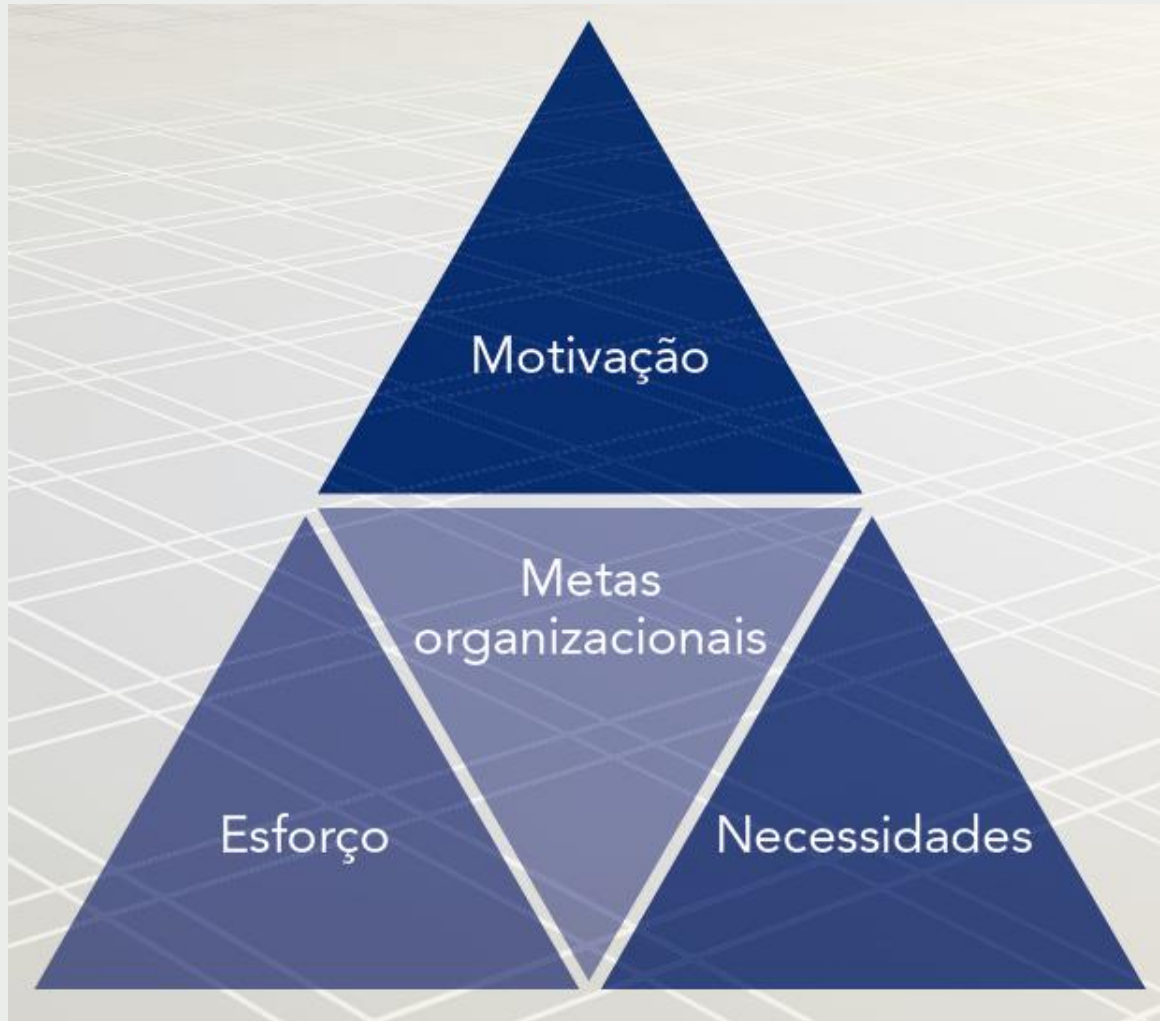 Motivação
Metas
organizacionais
Esforço
Necessidades